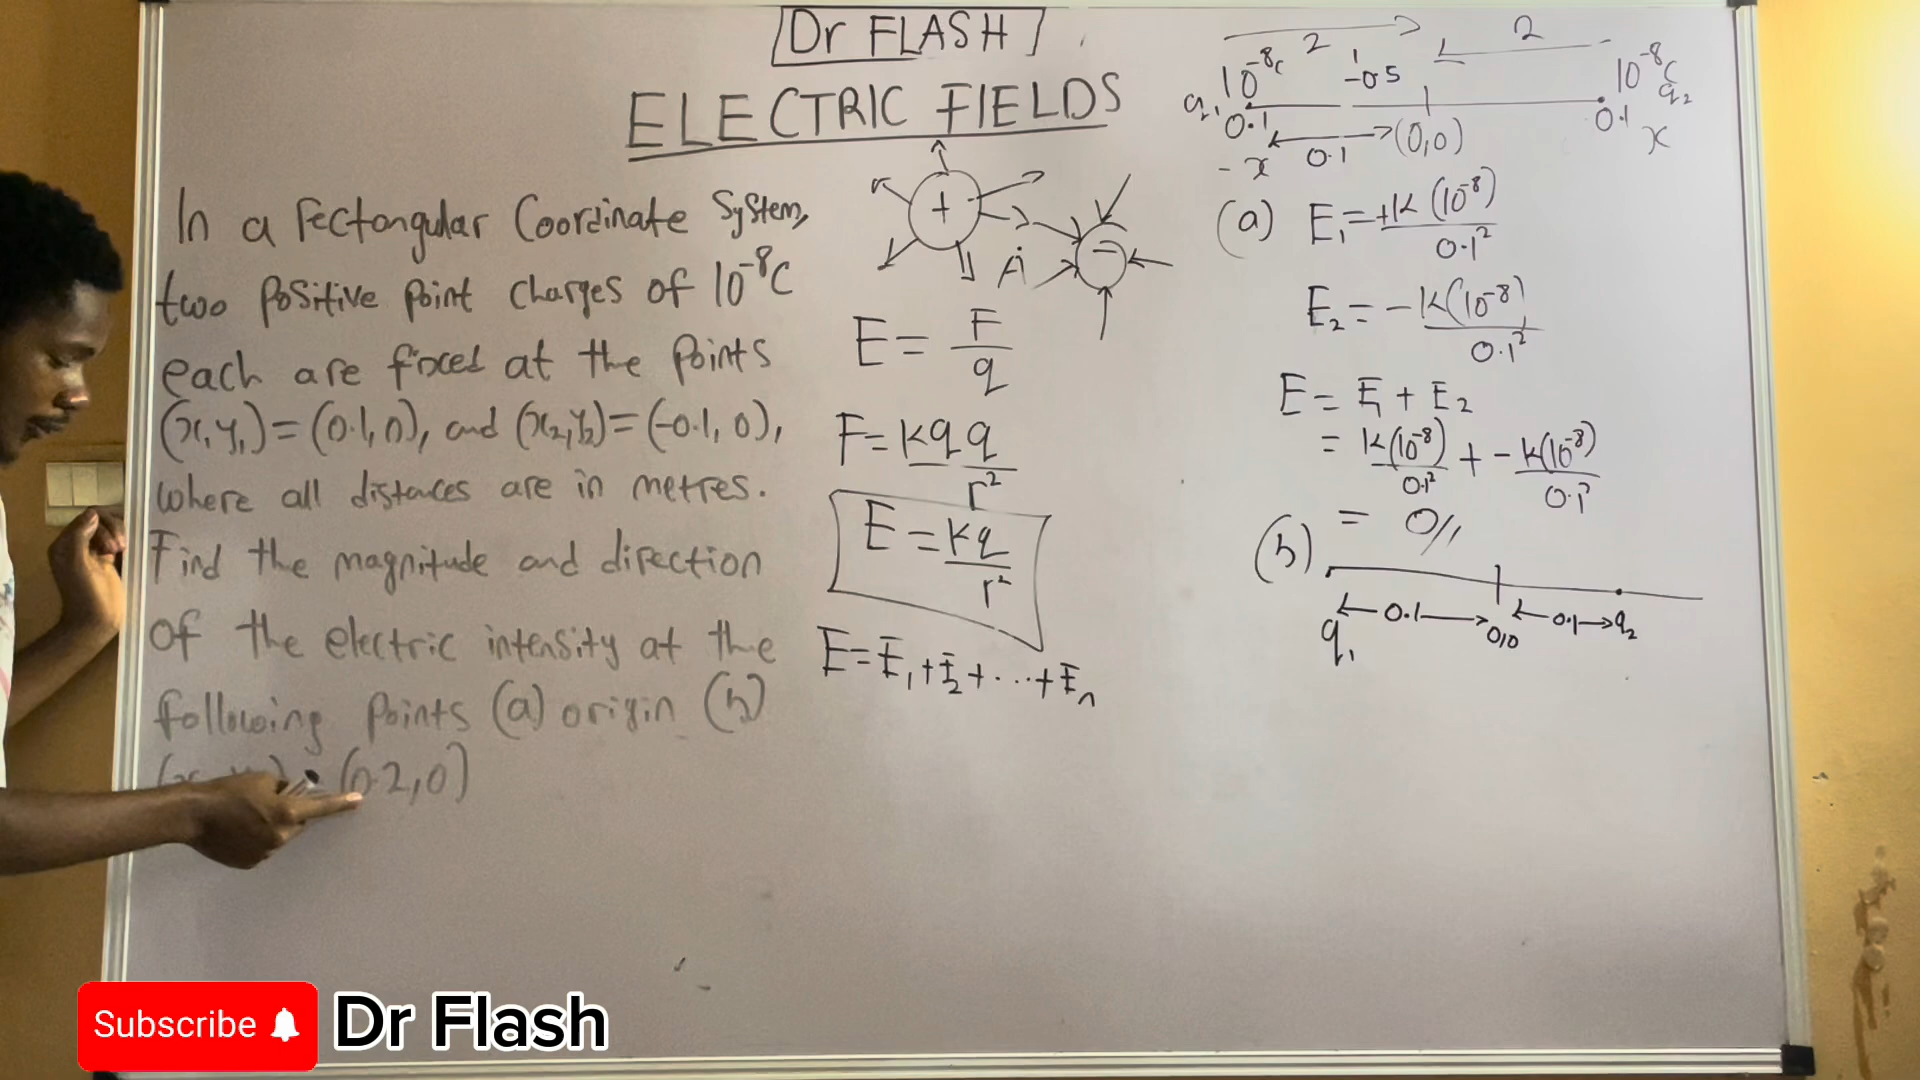 Dr FLASH
ELECTRIC FIELDS
In a rectangular Coordinate System,
two Positive Point Charges of 10⁻⁸C
each are fixed at the Points
(x₁,y₁)=(0.1,0), and (x₂,y₂)=(-0.1, 0),
where all distances are in metres.
Find the magnitude and direction
of the electric intensity at the
following Points (a) origin (b)
(0.2,0)
+
-
E = F/q
F = kqq/r²
E = kq/r²
E = E₁ + E₂ + ... + Eₙ
2
2
10⁻⁸C
-0.5
10⁻⁸C
q₁
q₂
0.1
(0,0)
0.1
-x
0.1
x
(a) E₁ = +k(10⁻⁸)/0.1²
E₂ = -k(10⁻⁸)/0.1²
E = E₁ + E₂
= k(10⁻⁸)/0.1² + -k(10⁻⁸)/0.1²
= 0//
(b)
q₁ 0.1 0,0 0.1 q₂
Subscribe
Dr Flash